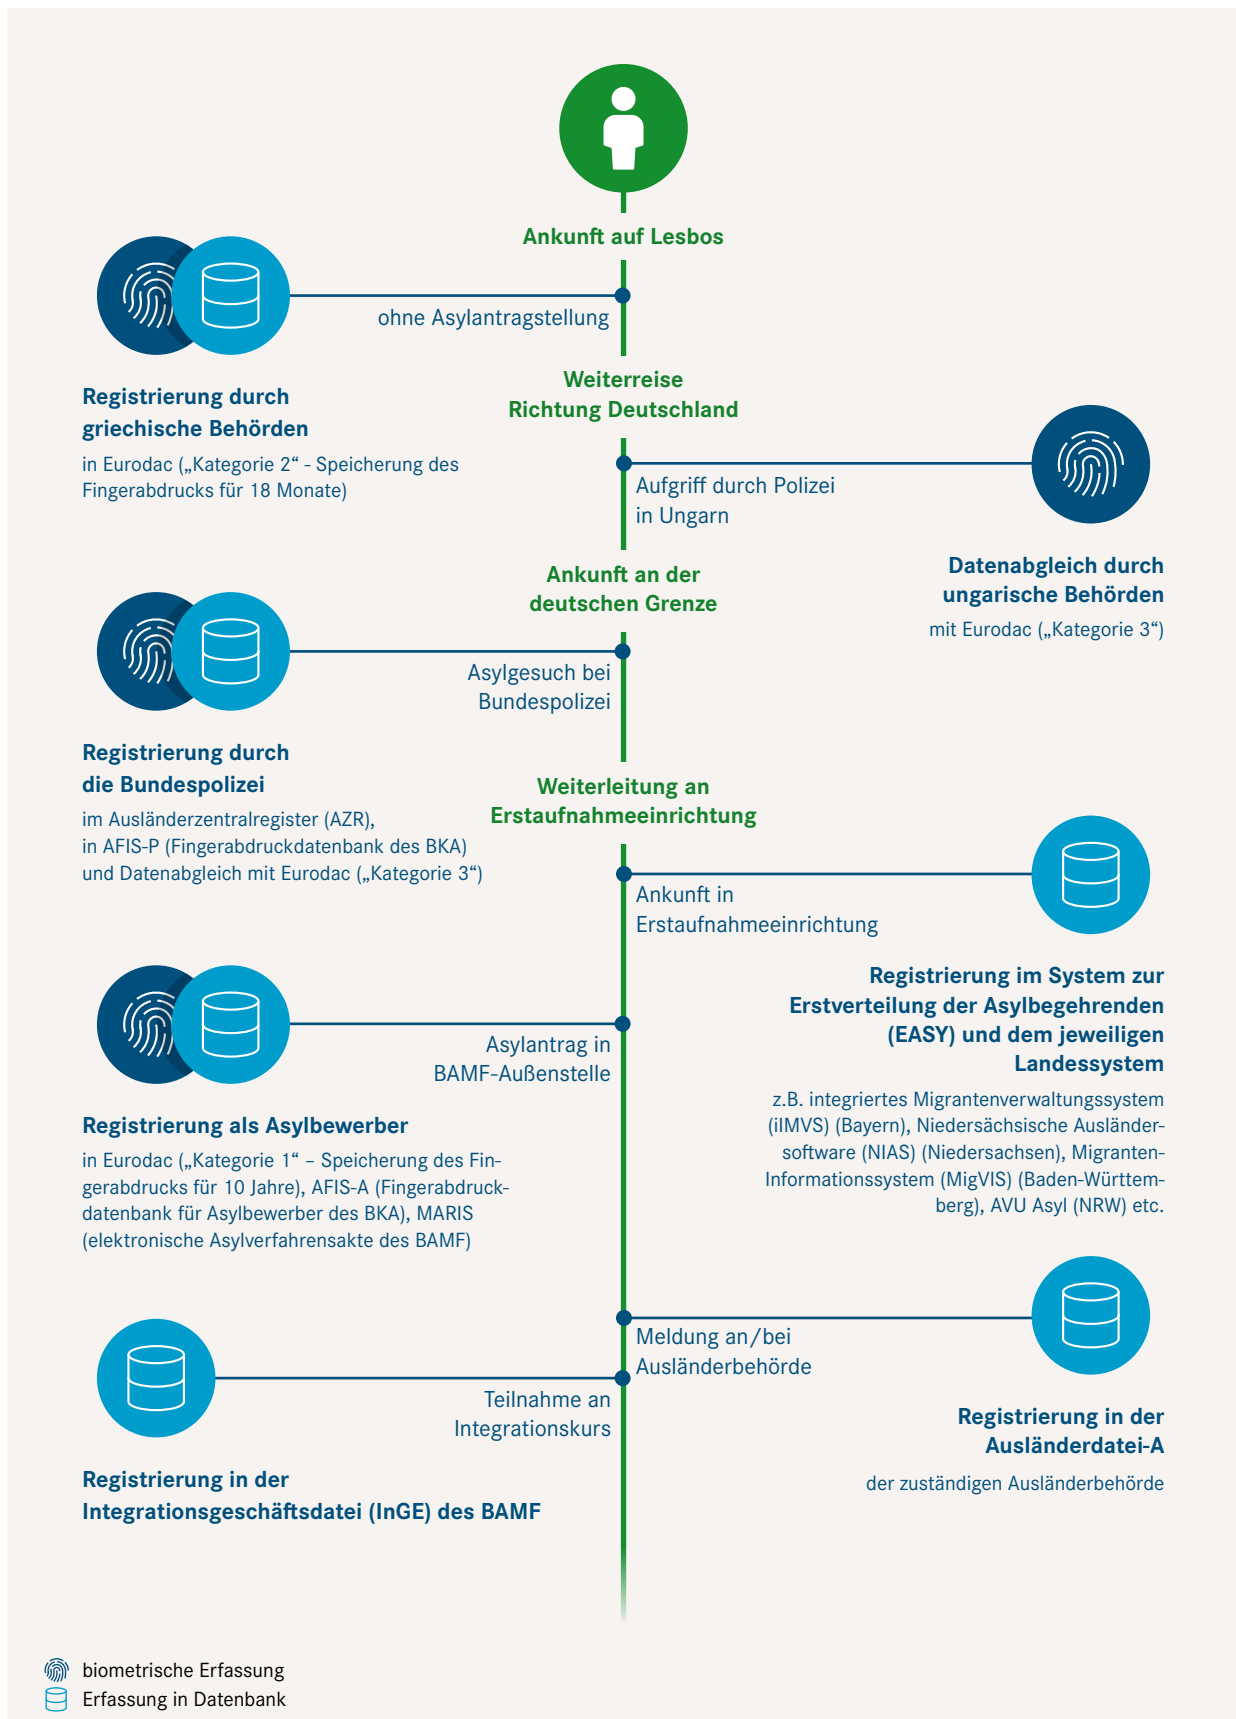 Ankunft auf Lesbos
ohne Asylantragstellung
Registrierung durch
griechische Behörden
in Eurodac („Kategorie 2“ - Speicherung des
Fingerabdrucks für 18 Monate)
Weiterreise
Richtung Deutschland
Aufgriff durch Polizei
in Ungarn
Datenabgleich durch
ungarische Behörden
mit Eurodac („Kategorie 3“)
Ankunft an der
deutschen Grenze
Asylgesuch bei
Bundespolizei
Registrierung durch
die Bundespolizei
im Ausländerzentralregister (AZR),
in AFIS-P (Fingerabdruckdatenbank des BKA)
und Datenabgleich mit Eurodac („Kategorie 3“)
Weiterleitung an
Erstaufnahmeeinrichtung
Ankunft in
Erstaufnahmeeinrichtung
Registrierung im System zur
Erstverteilung der Asylbegehrenden
(EASY) und dem jeweiligen
Landessystem
z.B. integriertes Migrantenverwaltungssystem
(iIMVS) (Bayern), Niedersächsische Ausländer-
software (NIAS) (Niedersachsen), Migranten-
Informationssystem (MigVIS) (Baden-Württem-
berg), AVU Asyl (NRW) etc.
Asylantrag in
BAMF-Außenstelle
Registrierung als Asylbewerber
in Eurodac („Kategorie 1“ – Speicherung des Fin-
gerabdrucks für 10 Jahre), AFIS-A (Fingerabdruck-
datenbank für Asylbewerber des BKA), MARIS
(elektronische Asylverfahrensakte des BAMF)
Meldung an/bei
Ausländerbehörde
Registrierung in der
Ausländerdatei-A
der zuständigen Ausländerbehörde
Teilnahme an
Integrationskurs
Registrierung in der
Integrationsgeschäftsdatei (InGE) des BAMF
biometrische Erfassung
Erfassung in Datenbank